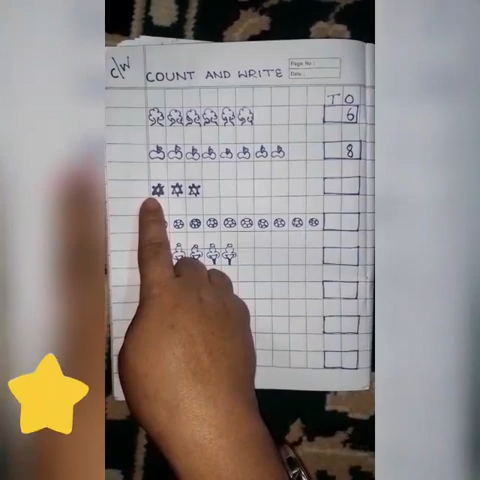 C/W
COUNT AND WRITE
Page No :
Date :
T O
6
8